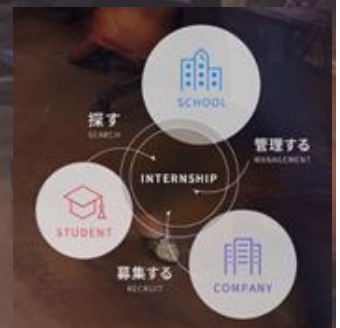 SCHOOL
探す
SEARCH
管理する
MANAGEMENT
INTERNSHIP
STUDENT
募集する
RECRUIT
COMPANY